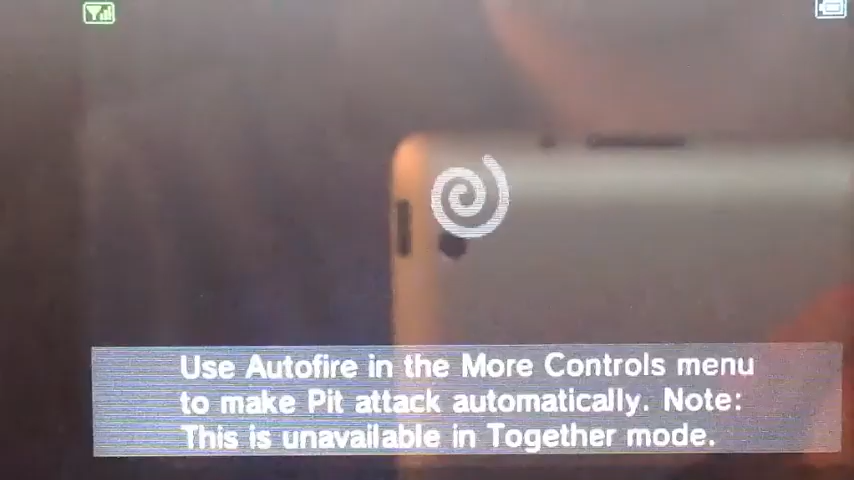 Use Autofire in the More Controls menu
to make Pit attack automatically. Note:
This is unavailable in Together mode.